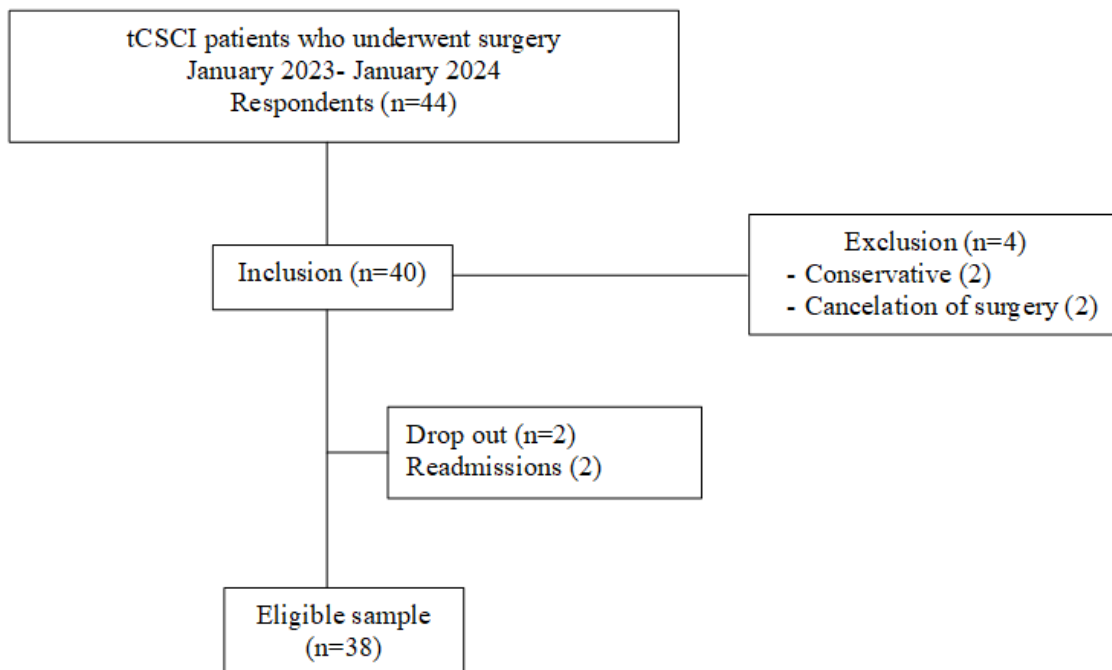 tCSCI patients who underwent surgery
January 2023- January 2024
Respondents (n=44)
Inclusion (n=40)
Exclusion (n=4)
- Conservative (2)
- Cancelation of surgery (2)
Drop out (n=2)
Readmissions (2)
Eligible sample
(n=38)